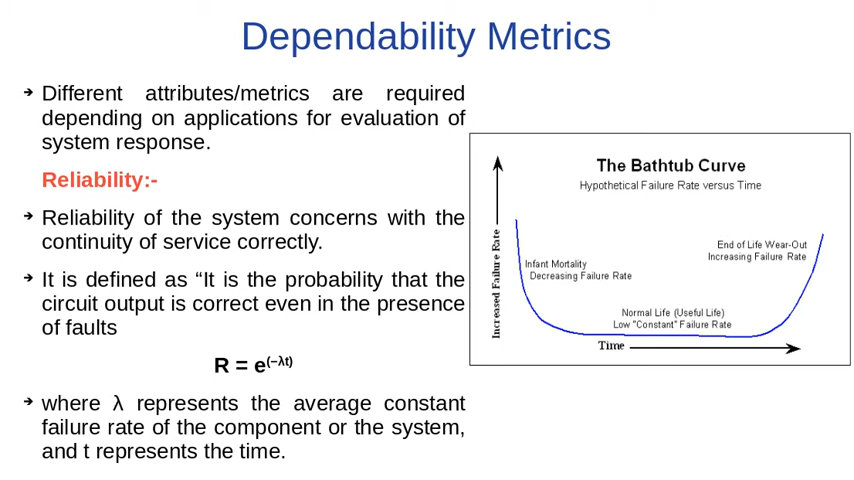 Dependability Metrics
➔ Different attributes/metrics are required
depending on applications for evaluation of
system response.
Reliability:-
➔ Reliability of the system concerns with the
continuity of service correctly.
➔ It is defined as “It is the probability that the
circuit output is correct even in the presence
of faults
R = e(−λt)
➔ where λ represents the average constant
failure rate of the component or the system,
and t represents the time.
The Bathtub Curve
Hypothetical Failure Rate versus Time
Increased Failure Rate
Infant Mortality
Decreasing Failure Rate
End of Life Wear-Out
Increasing Failure Rate
Normal Life (Useful Life)
Low "Constant" Failure Rate
Time